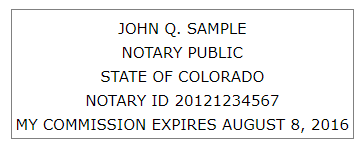 JOHN Q. SAMPLE
NOTARY PUBLIC
STATE OF COLORADO
NOTARY ID 20121234567
MY COMMISSION EXPIRES AUGUST 8, 2016